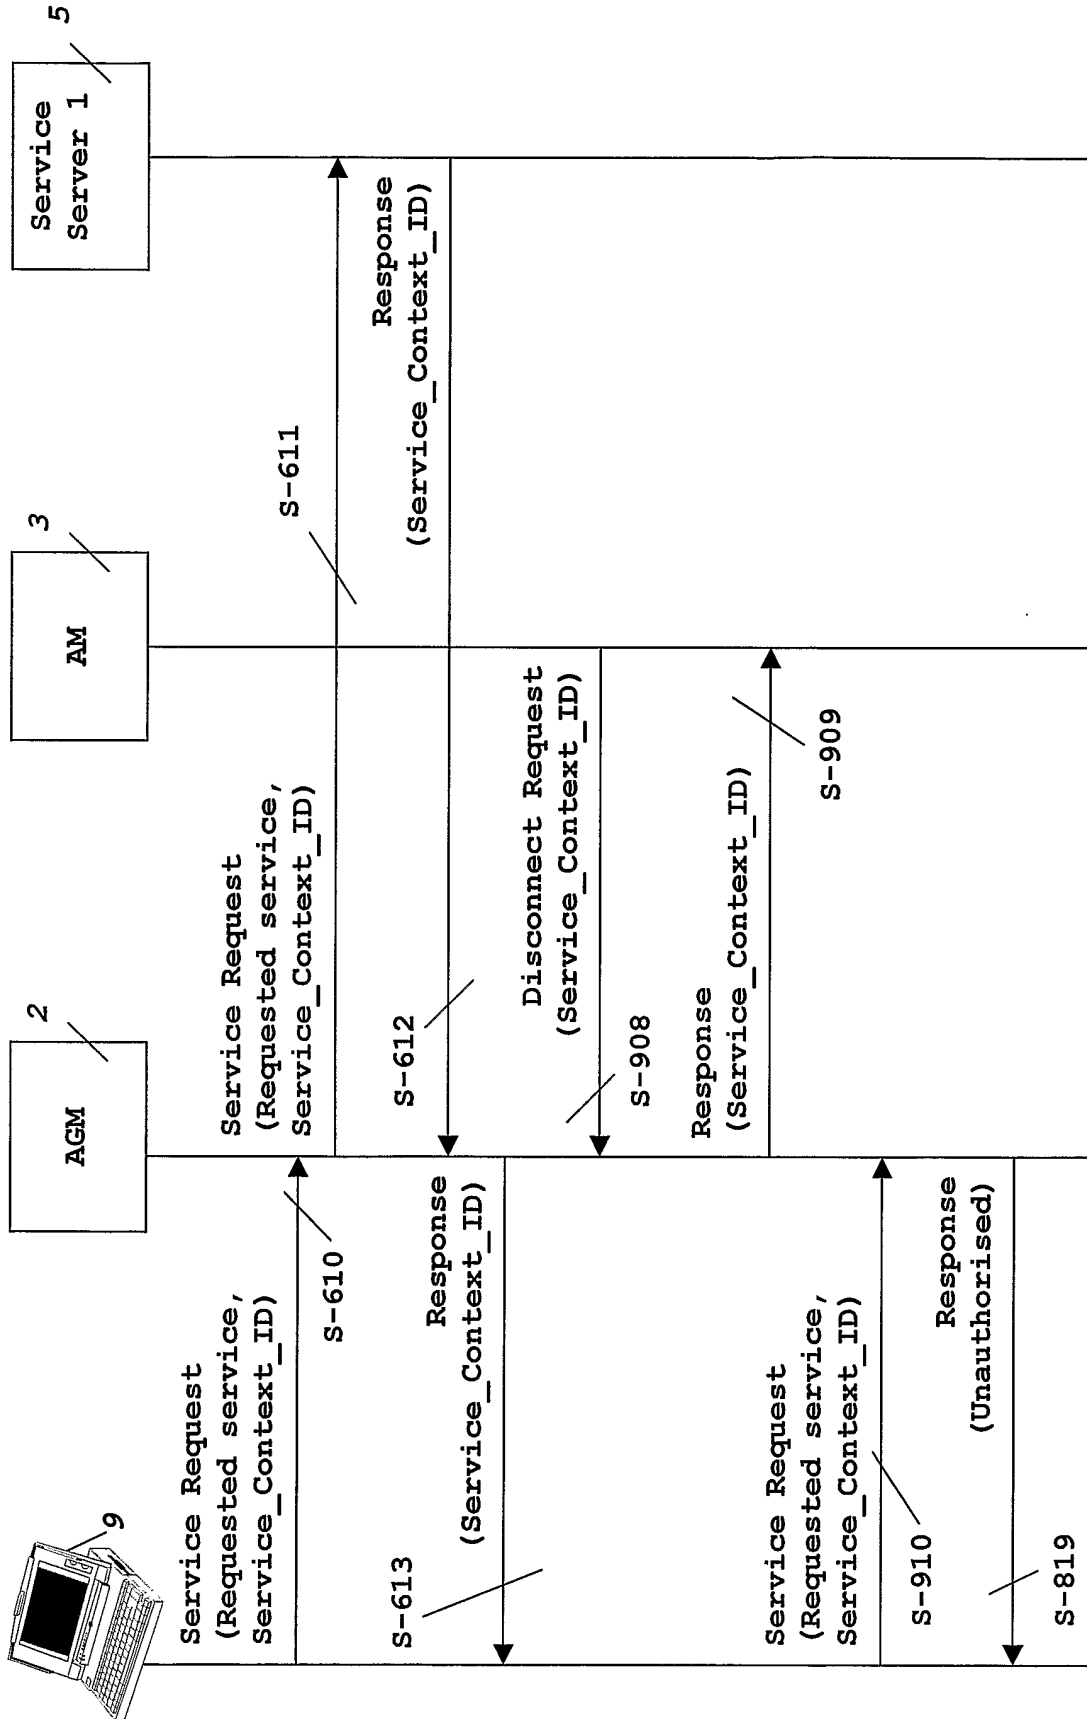 9
AGM
2
AM
3
Service
Server 1
5
Service Request
(Requested service,
Service_Context_ID)
S-610
Service Request
(Requested service,
Service_Context_ID)
S-611
Response
(Service_Context_ID)
S-612
Response
(Service_Context_ID)
S-613
Disconnect Request
(Service_Context_ID)
S-908
Response
(Service_Context_ID)
S-909
Service Request
(Requested service,
Service_Context_ID)
S-910
Response
(Unauthorised)
S-819